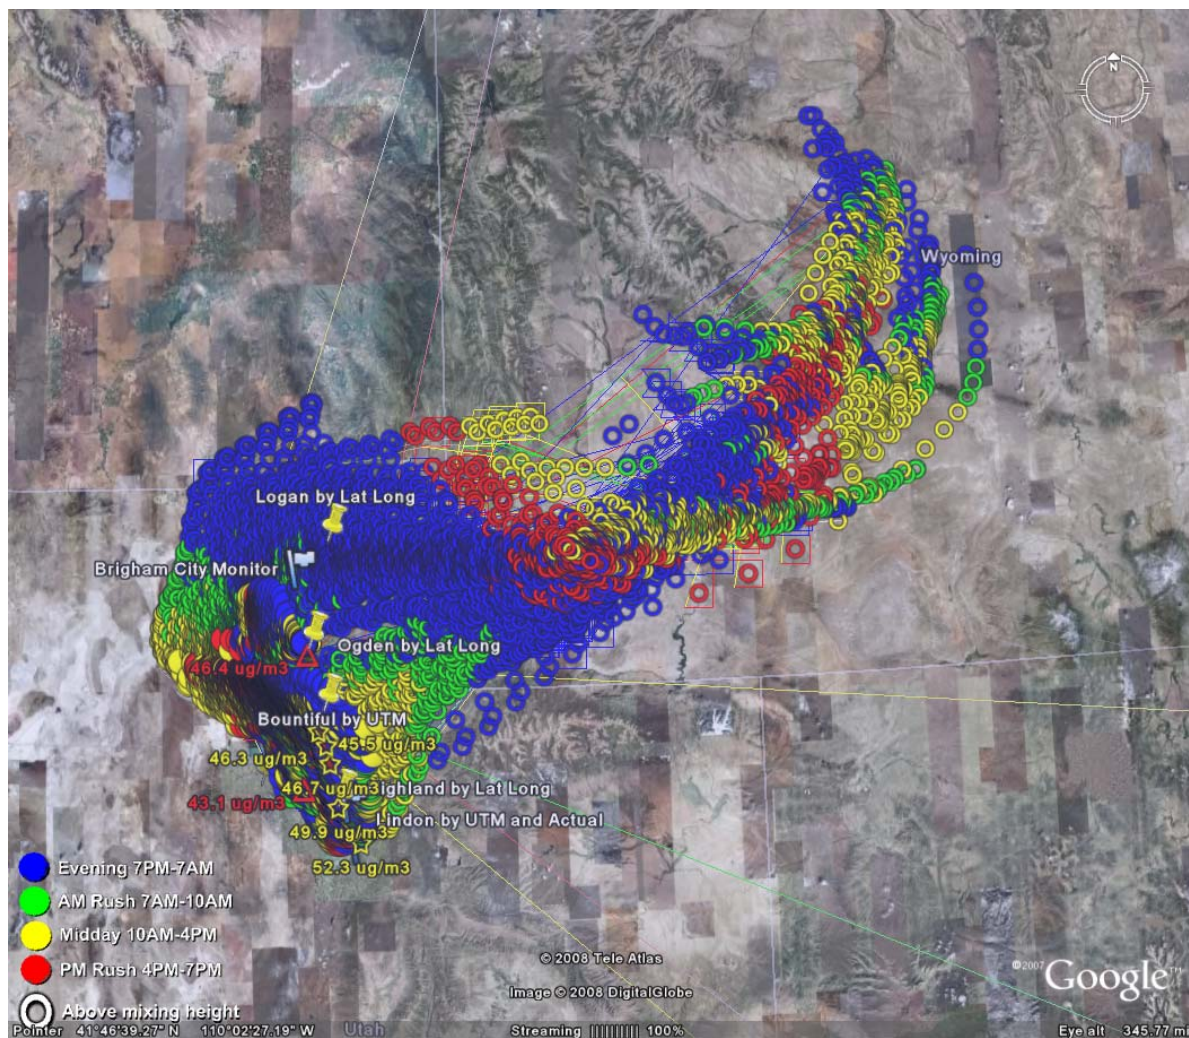 N
Wyoming
Logan by Lat Long
Brigham City Monitor
Ogden by Lat Long
46.4 ug/m3
Bountiful by UTM
45.5 ug/m3
46.3 ug/m3
46.7 ug/m3
ighland by Lat Long
43.1 ug/m3
Lindon by UTM and Actual
49.9 ug/m3
52.3 ug/m3
Evening 7PM-7AM
AM Rush 7AM-10AM
Midday 10AM-4PM
PM Rush 4PM-7PM
Above mixing height
© 2008 Tele Atlas
Image © 2008 DigitalGlobe
©2007 Google™
Pointer 41°46'39.27" N 110°02'27.19" W
Utah
Streaming |||||||||| 100%
Eye alt 345.77 mi